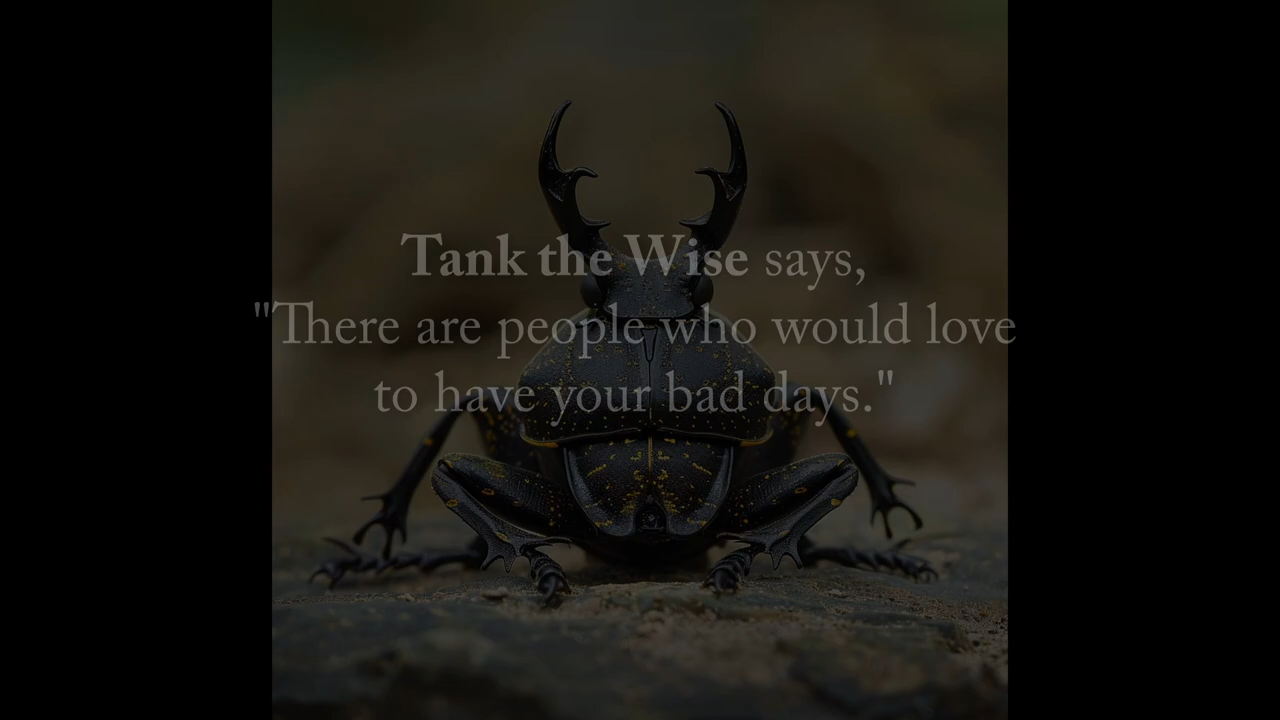 Tank the Wise says,
"There are people who would love
to have your bad days."